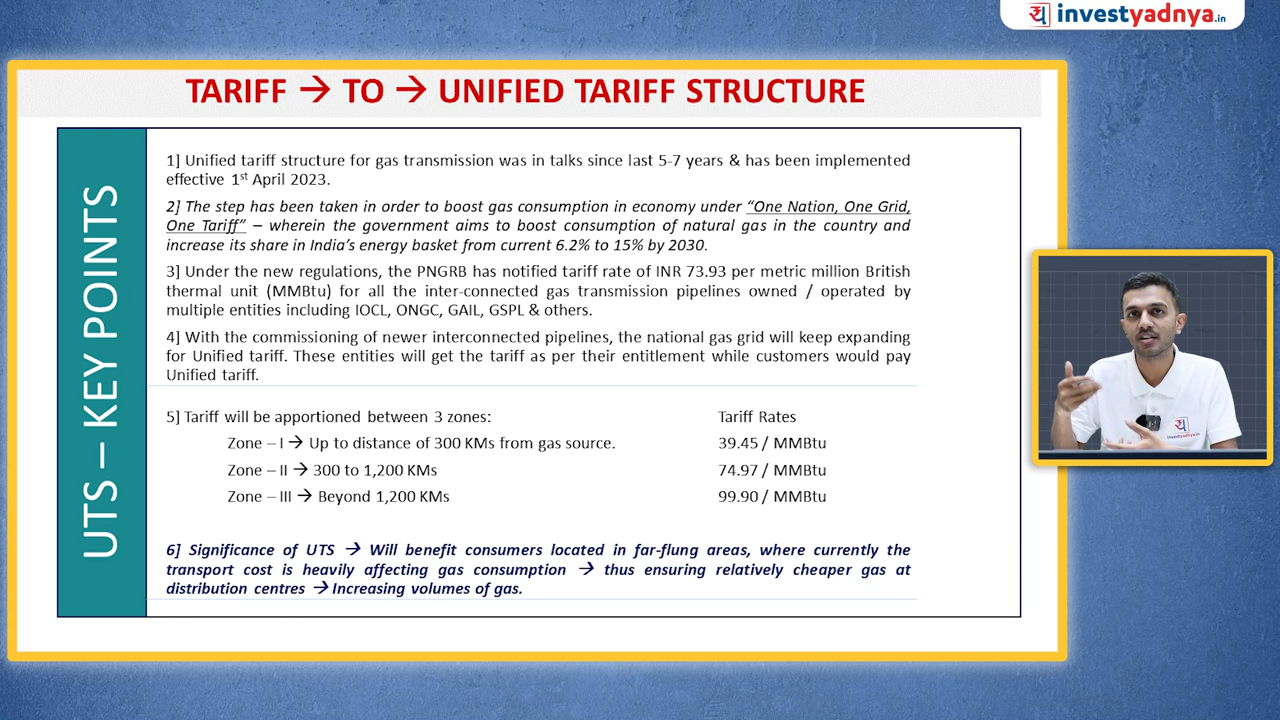 investyadnya.in
TARIFF → TO → UNIFIED TARIFF STRUCTURE
UTS – KEY POINTS
1] Unified tariff structure for gas transmission was in talks since last 5-7 years & has been implemented
effective 1st April 2023.
2] The step has been taken in order to boost gas consumption in economy under “One Nation, One Grid,
One Tariff” – wherein the government aims to boost consumption of natural gas in the country and
increase its share in India’s energy basket from current 6.2% to 15% by 2030.
3] Under the new regulations, the PNGRB has notified tariff rate of INR 73.93 per metric million British
thermal unit (MMBtu) for all the inter-connected gas transmission pipelines owned / operated by
multiple entities including IOCL, ONGC, GAIL, GSPL & others.
4] With the commissioning of newer interconnected pipelines, the national gas grid will keep expanding
for Unified tariff. These entities will get the tariff as per their entitlement while customers would pay
Unified tariff.
5] Tariff will be apportioned between 3 zones: Tariff Rates
Zone – I → Up to distance of 300 KMs from gas source. 39.45 / MMBtu
Zone – II → 300 to 1,200 KMs 74.97 / MMBtu
Zone – III → Beyond 1,200 KMs 99.90 / MMBtu
6] Significance of UTS → Will benefit consumers located in far-flung areas, where currently the
transport cost is heavily affecting gas consumption → thus ensuring relatively cheaper gas at
distribution centres → Increasing volumes of gas.
investyadnya.in